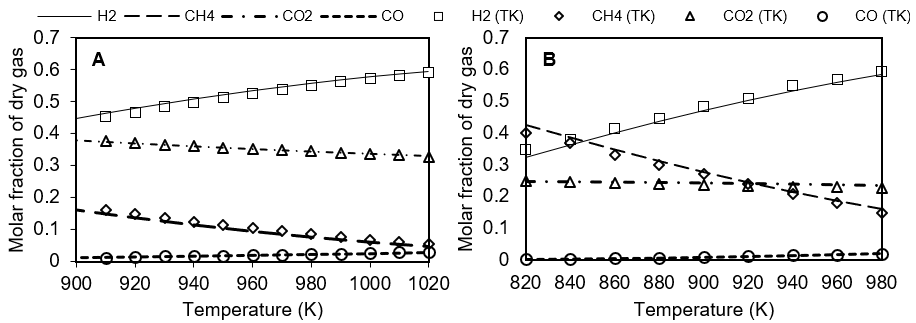 H2 CH4 CO2 CO H2 (TK) CH4 (TK) CO2 (TK) CO (TK)
Molar fraction of dry gas
0.7
0.6
0.5
0.4
0.3
0.2
0.1
0
A
900 920 940 960 980 1000 1020
Temperature (K)
Molar fraction of dry gas
0.7
0.6
0.5
0.4
0.3
0.2
0.1
0
B
820 840 860 880 900 920 940 960 980
Temperature (K)